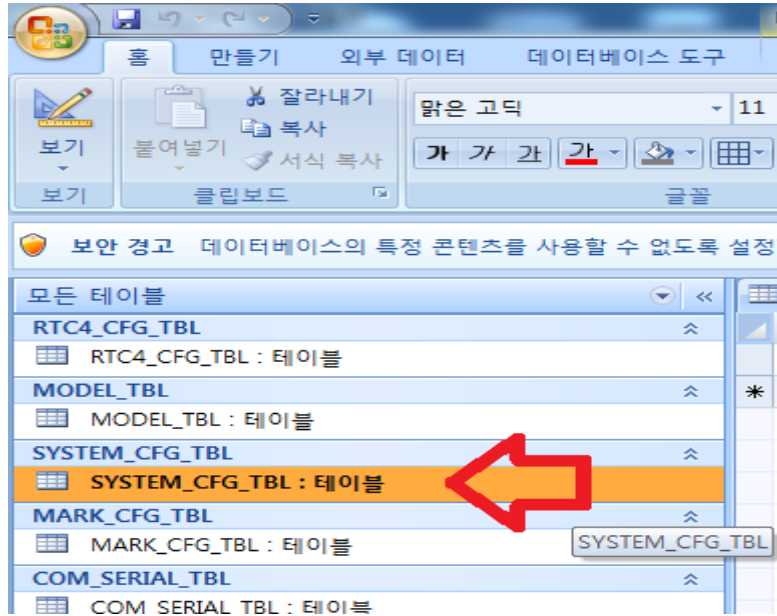 홈 만들기 외부 데이터 데이터베이스 도구
보기
붙여넣기
잘라내기
복사
서식 복사
맑은 고딕 11
가 가 가 가
보기 클립보드 글꼴
보안 경고 데이터베이스의 특정 콘텐츠를 사용할 수 없도록 설정
모든 테이블
RTC4_CFG_TBL
RTC4_CFG_TBL : 테이블
MODEL_TBL
MODEL_TBL : 테이블
SYSTEM_CFG_TBL
SYSTEM_CFG_TBL : 테이블
MARK_CFG_TBL
MARK_CFG_TBL : 테이블
SYSTEM_CFG_TBL
COM_SERIAL_TBL
COM_SERIAL_TBL : 테이블